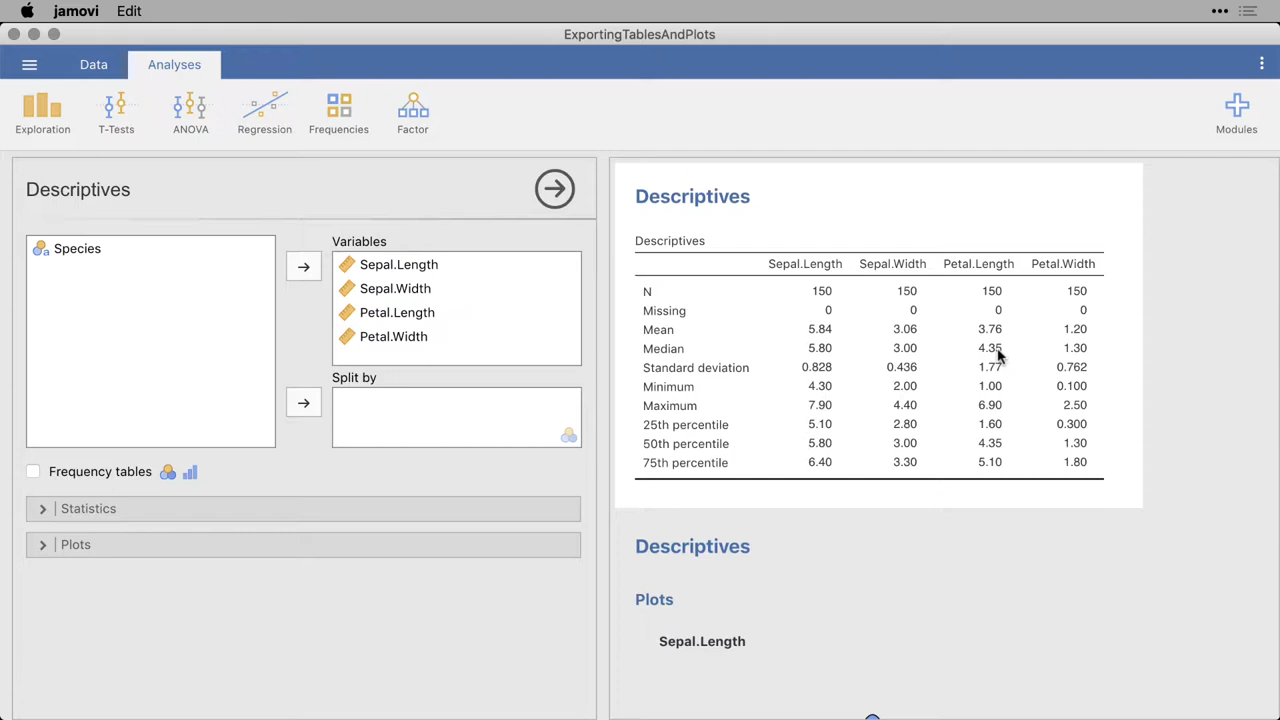 jamovi Edit
ExportingTablesAndPlots
Data Analyses
Exploration T-Tests ANOVA Regression Frequencies Factor Modules
Descriptives
Species
Variables
Sepal.Length
Sepal.Width
Petal.Length
Petal.Width
Split by
Frequency tables
Statistics
Plots
Descriptives
Descriptives
Sepal.Length Sepal.Width Petal.Length Petal.Width
N 150 150 150 150
Missing 0 0 0 0
Mean 5.84 3.06 3.76 1.20
Median 5.80 3.00 4.35 1.30
Standard deviation 0.828 0.436 1.77 0.762
Minimum 4.30 2.00 1.00 0.100
Maximum 7.90 4.40 6.90 2.50
25th percentile 5.10 2.80 1.60 0.300
50th percentile 5.80 3.00 4.35 1.30
75th percentile 6.40 3.30 5.10 1.80
Descriptives
Plots
Sepal.Length